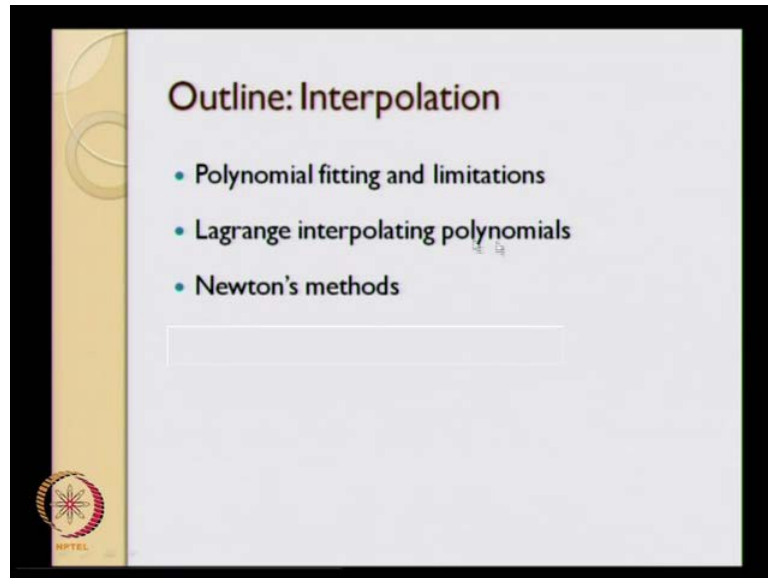 Outline: Interpolation
• Polynomial fitting and limitations
• Lagrange interpolating polynomials
• Newton's methods
NPTEL